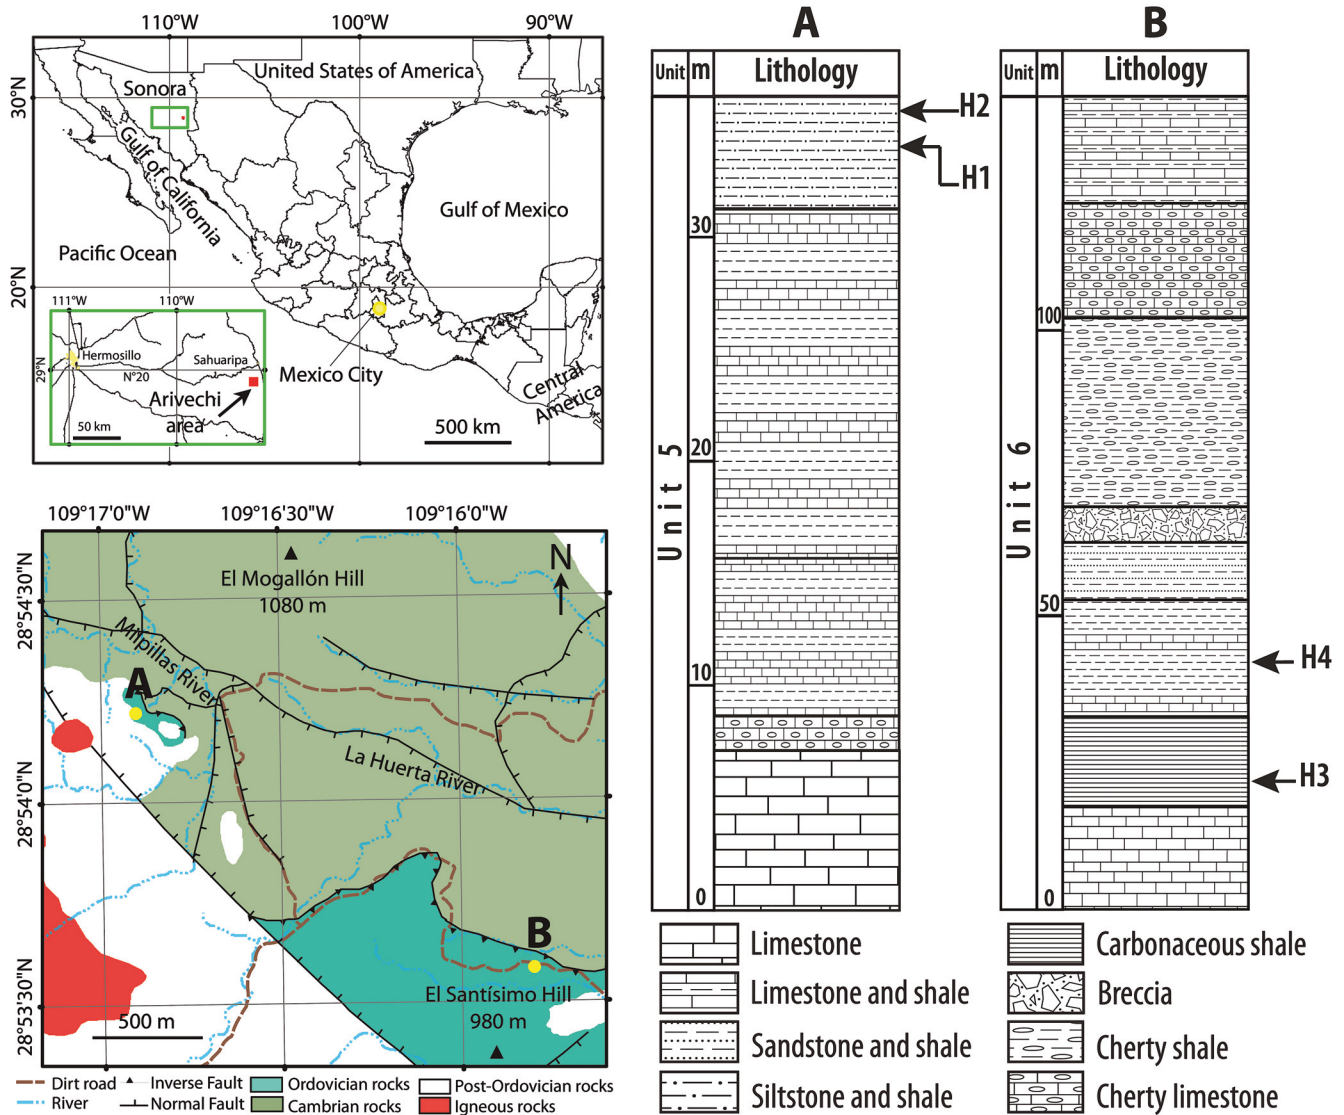 110°W 100°W 90°W
30°N
20°N
United States of America
Sonora
Gulf of California
Gulf of Mexico
Pacific Ocean
Mexico City
Central
America
500 km
111°W 110°W
29°N
Hermosillo
Sahuaripa
N°20
Arivechi
area
50 km
109°17'0"W 109°16'30"W 109°16'0"W
28°54'30"N
28°54'0"N
28°53'30"N
N
El Mogallón Hill
1080 m
Milpillas River
A
La Huerta River
B
El Santísimo Hill
980 m
500 m
Dirt road
Inverse Fault
Ordovician rocks
Post-Ordovician rocks
River
Normal Fault
Cambrian rocks
Igneous rocks
A
Unit m Lithology
H2
H1
30
20
10
0
Unit 5
B
Unit m Lithology
100
50
0
Unit 6
H4
H3
Limestone
Limestone and shale
Sandstone and shale
Siltstone and shale
Carbonaceous shale
Breccia
Cherty shale
Cherty limestone